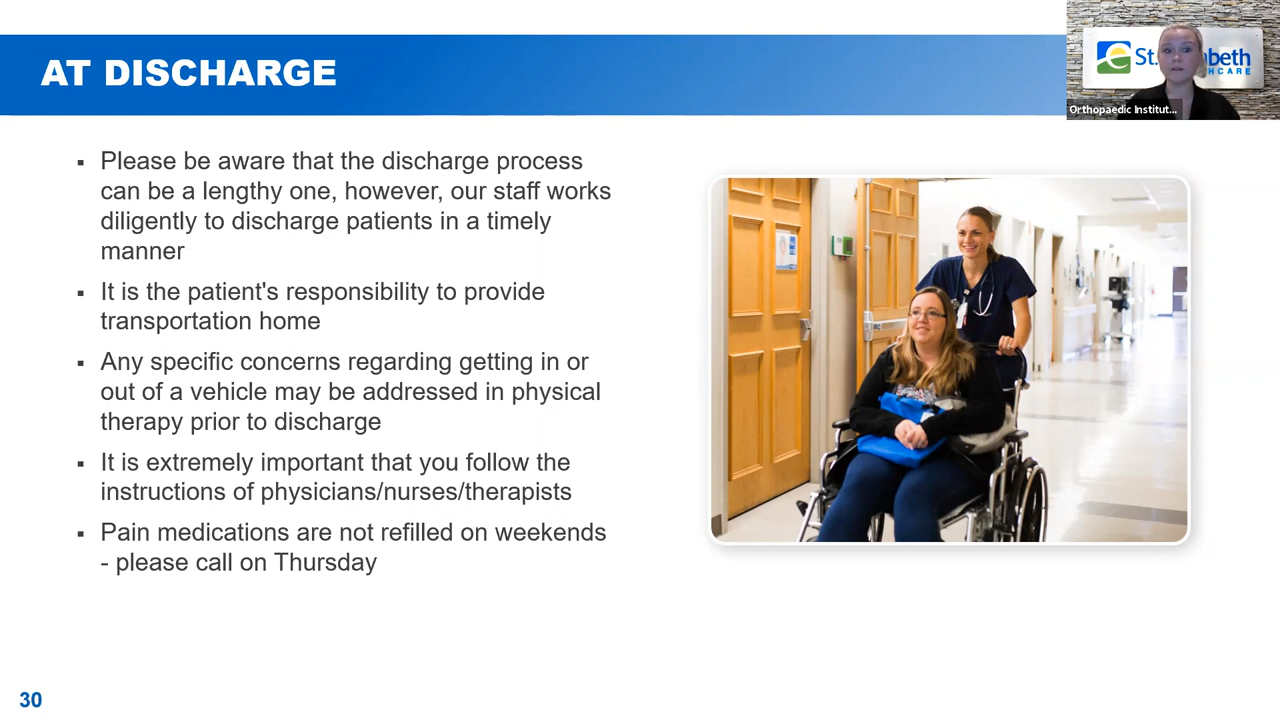 AT DISCHARGE
St. beth
HCARE
Orthopaedic Institut...
▪ Please be aware that the discharge process
can be a lengthy one, however, our staff works
diligently to discharge patients in a timely
manner
▪ It is the patient's responsibility to provide
transportation home
▪ Any specific concerns regarding getting in or
out of a vehicle may be addressed in physical
therapy prior to discharge
▪ It is extremely important that you follow the
instructions of physicians/nurses/therapists
▪ Pain medications are not refilled on weekends
- please call on Thursday
30